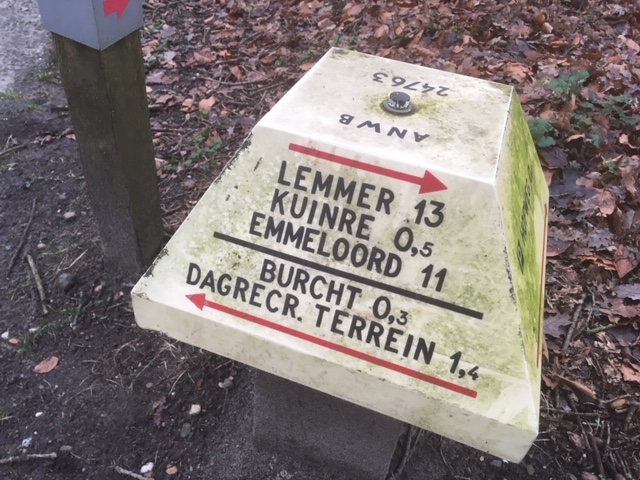 24763
ANWB
LEMMER 13
KUINRE 0,5
EMMELOORD 11
BURCHT 0,3
DAGRECR. TERREIN 1,4